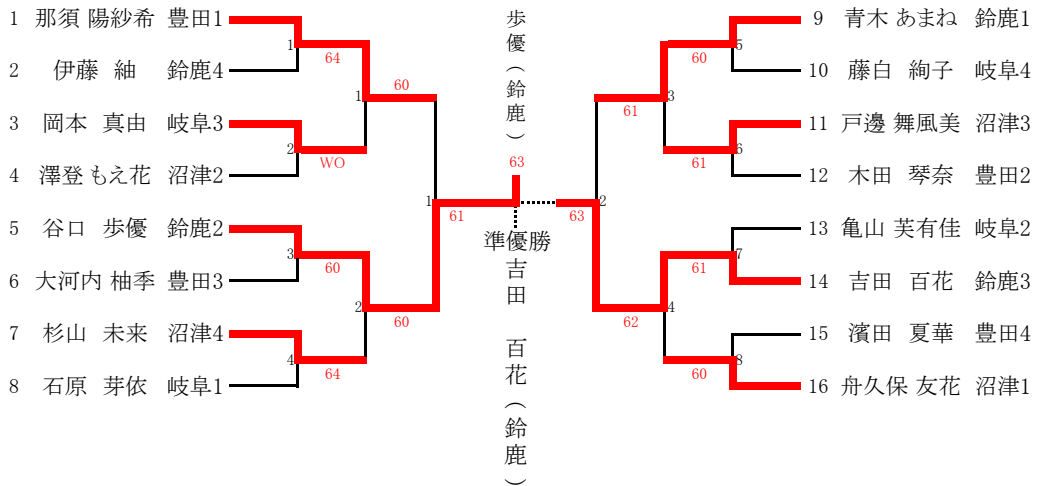 1 那須 陽紗希 豊田1
2 伊藤 紬 鈴鹿4
3 岡本 真由 岐阜3
4 澤登 もえ花 沼津2
5 谷口 歩優 鈴鹿2
6 大河内 柚季 豊田3
7 杉山 未来 沼津4
8 石原 芽依 岐阜1
1
2
3
4
64
WO
60
64
1
2
60
60
1
61
歩優(鈴鹿)
63
準優勝
吉田 百花(鈴鹿)
63
2
61
62
3
4
60
61
61
60
5
6
7
8
9 青木 あまね 鈴鹿1
10 藤白 絢子 岐阜4
11 戸邊 舞風美 沼津3
12 木田 琴奈 豊田2
13 亀山 芙有佳 岐阜2
14 吉田 百花 鈴鹿3
15 濱田 夏華 豊田4
16 舟久保 友花 沼津1